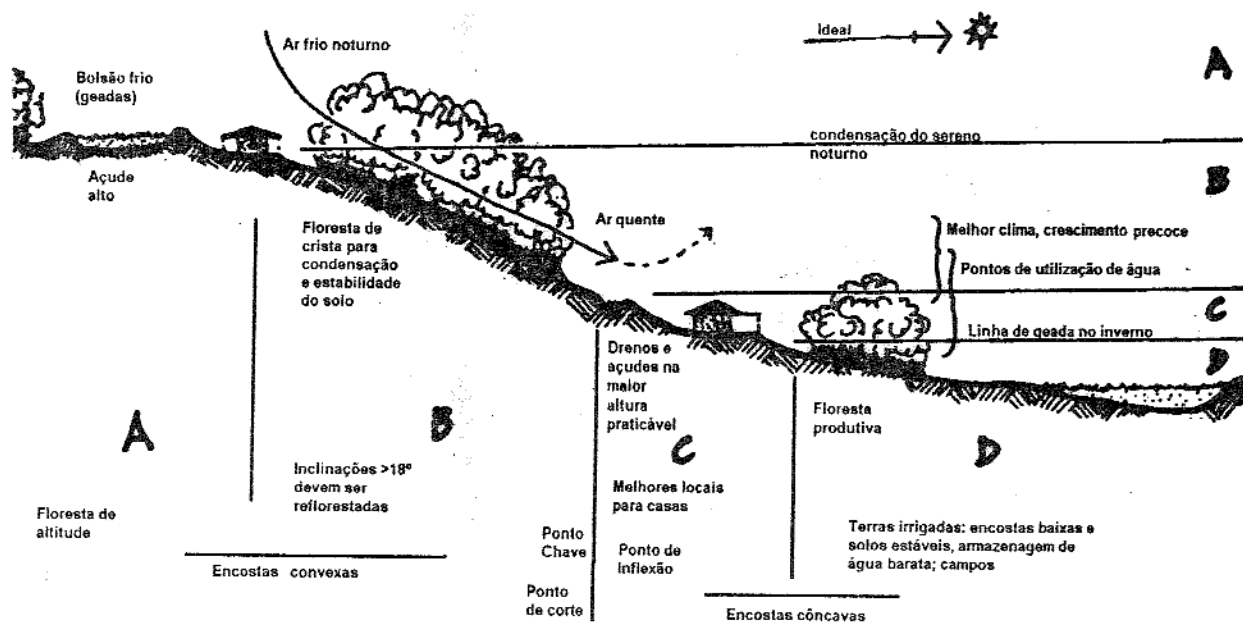 Ar frio noturno
Ideal
Bolsão frio
(geadas)
A
condensação do sereno
noturno
Açude
alto
B
Floresta de
crista para
condensação
e estabilidade
do solo
Ar quente
Melhor clima, crescimento precoce
Pontos de utilização de água
C
Linha de geada no inverno
D
Drenos e
açudes na
maior
altura
praticável
Floresta
produtiva
A
B
C
D
Inclinações >18º
devem ser
reflorestadas
Melhores locais
para casas
Floresta de
altitude
Terras irrigadas: encostas baixas e
solos estáveis, armazenagem de
água barata; campos
Ponto
Chave
Ponto de
Inflexão
Encostas convexas
Ponto
de corte
Encostas côncavas